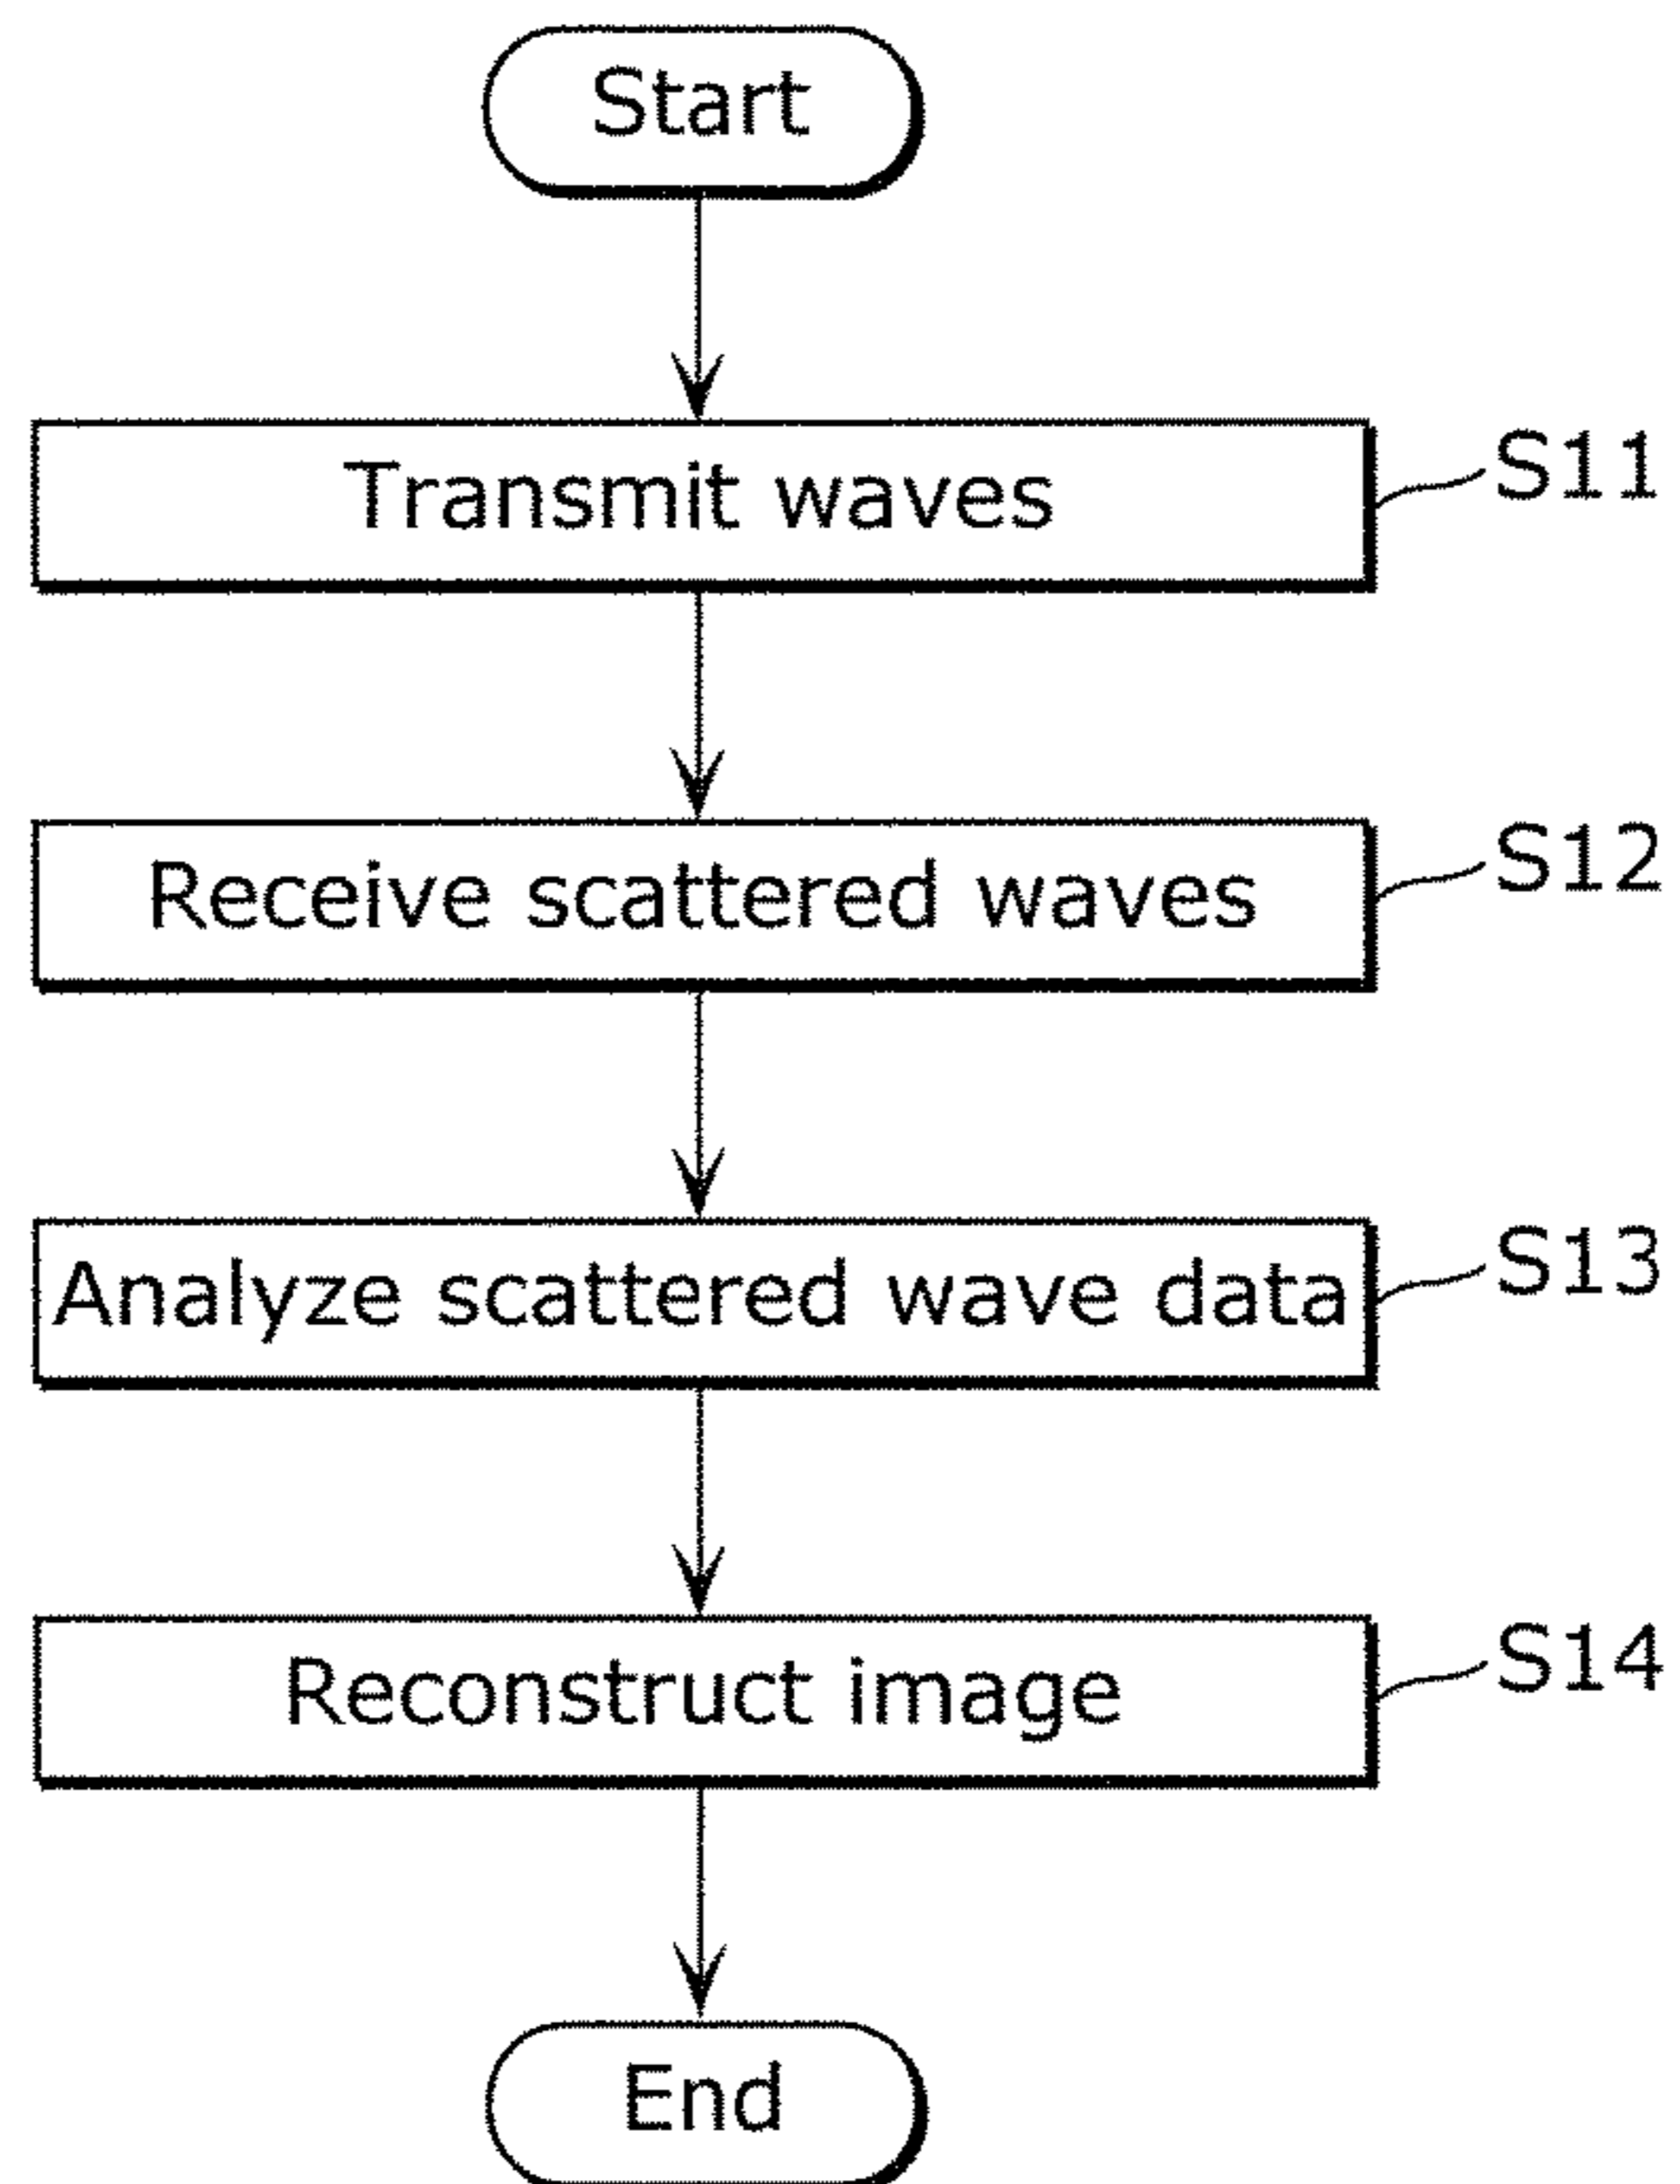 Start
Transmit waves
S11
Receive scattered waves
S12
Analyze scattered wave data
S13
Reconstruct image
S14
End